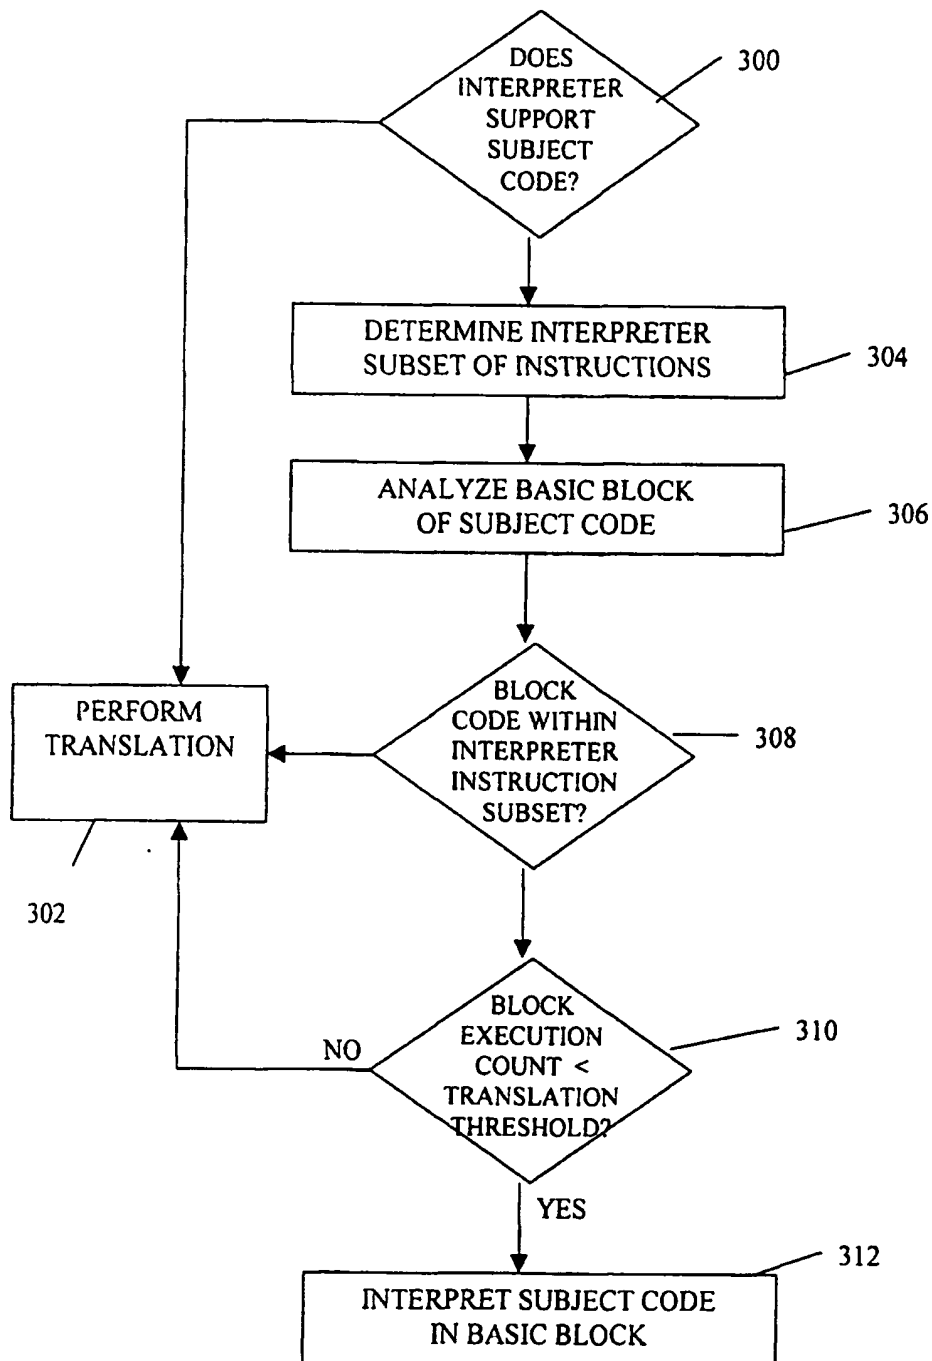 DOES
INTERPRETER
SUPPORT
SUBJECT
CODE?
300
DETERMINE INTERPRETER
SUBSET OF INSTRUCTIONS
304
ANALYZE BASIC BLOCK
OF SUBJECT CODE
306
BLOCK
CODE WITHIN
INTERPRETER
INSTRUCTION
SUBSET?
308
PERFORM
TRANSLATION
302
BLOCK
EXECUTION
COUNT <
TRANSLATION
THRESHOLD?
310
NO
YES
312
INTERPRET SUBJECT CODE
IN BASIC BLOCK